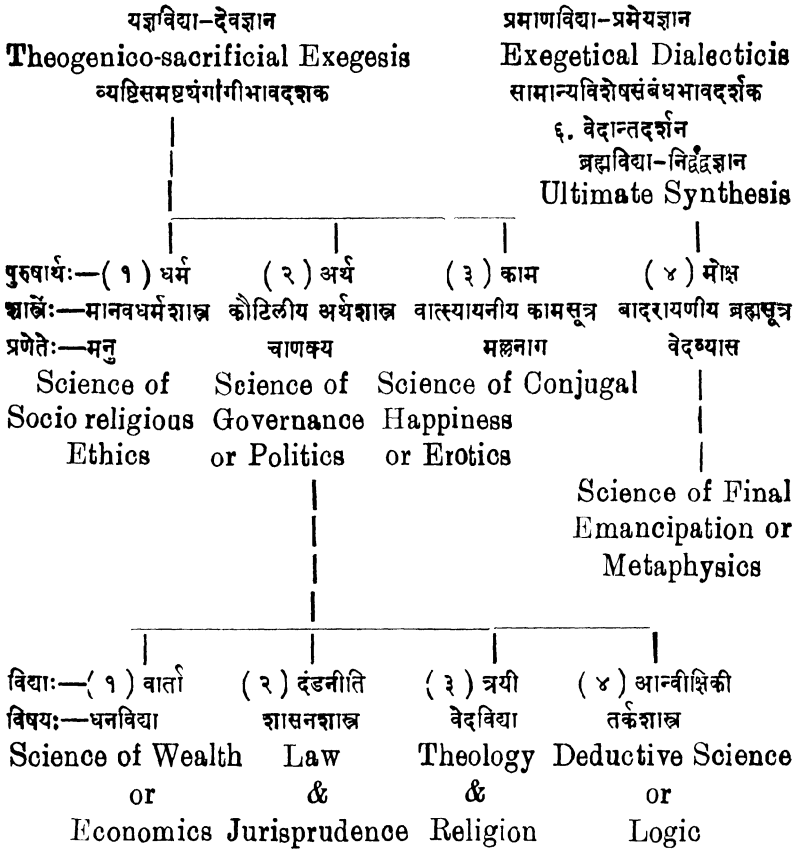 यज्ञविद्या-देवज्ञान प्रमाणविद्या-प्रमेयज्ञान
Theogenico-sacrificial Exegesis Exegetical Dialecticis
व्यष्टिसमष्ट्यंगांगीभावदशक सामान्यविशेषसंबंधभावदर्शक
६. वेदान्तदर्शन
ब्रह्मविद्या-निर्द्वंद्वज्ञान
Ultimate Synthesis
पुरुषार्थः—( १ ) धर्म ( २ ) अर्थ ( ३ ) काम ( ४ ) मोक्ष
शास्त्रें:—मानवधर्मशास्त्र कौटिलीय अर्थशास्त्र वात्स्यायनीय कामसूत्र बादरायणीय ब्रह्मसूत्र
प्रणेते:—मनु चाणक्य मल्लनाग वेदव्यास
Science of Science of Science of Conjugal
Socio religious Governance Happiness
Ethics or Politics or Erotics
Science of Final
Emancipation or
Metaphysics
विद्याः—( १ ) वार्ता ( २ ) दंडनीति ( ३ ) त्रयी ( ४ ) आन्वीक्षिकी
विषय:—धनविद्या शासनशास्त्र वेदविद्या तर्कशास्त्र
Science of Wealth Law Theology Deductive Science
or & & or
Economics Jurisprudence Religion Logic